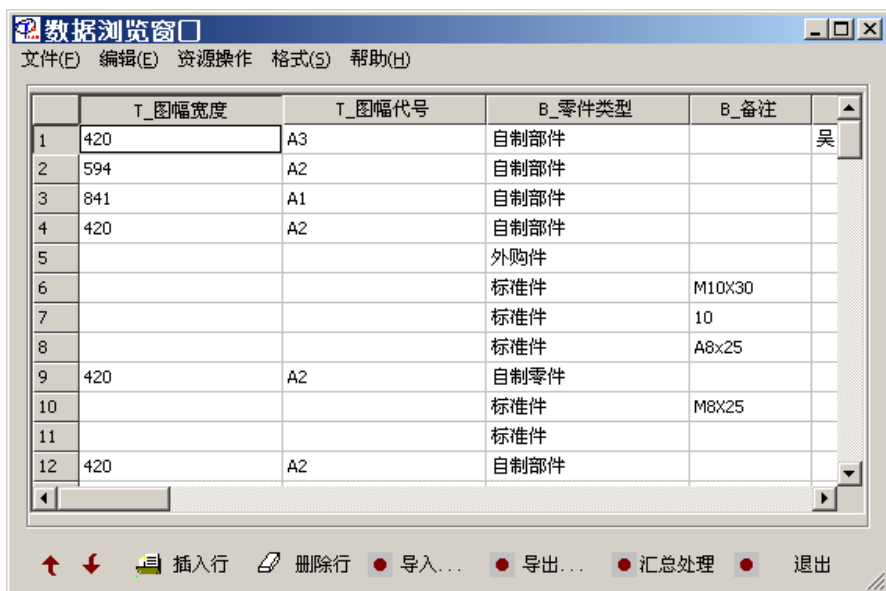 数据浏览窗口
文件(F) 编辑(E) 资源操作 格式(S) 帮助(H)
T_图幅宽度 T_图幅代号 B_零件类型 B_备注
1 420 A3 自制部件 吴
2 594 A2 自制部件
3 841 A1 自制部件
4 420 A2 自制部件
5 外购件
6 标准件 M10X30
7 标准件 10
8 标准件 A8x25
9 420 A2 自制零件
10 标准件 M8X25
11 标准件
12 420 A2 自制部件
插入行 删除行 导入... 导出... 汇总处理 退出